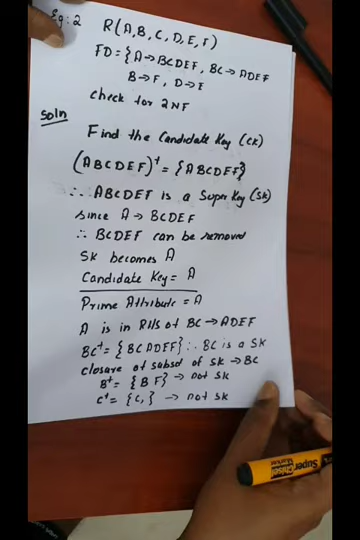 Eg: 2
R(A,B,C,D,E,F)
FD = {A→BCDEF, BC→ADEF
B→F, D→E
check for 2NF
Soln
Find the Candidate Key (CK)
(ABCDEF)⁺ = {ABCDEF}
∴ ABCDEF is a Super Key (SK)
since A → BCDEF
∴ BCDEF can be removed
SK becomes A
Candidate Key = A
Prime Attribute = A
A is in RHS of BC → ADEF
BC⁺ = {BCADEF} ∴ BC is a SK
closure of subset of SK → BC
B⁺ = {B F} → not SK
C⁺ = {C,} → not SK
Super Chisel
Marker